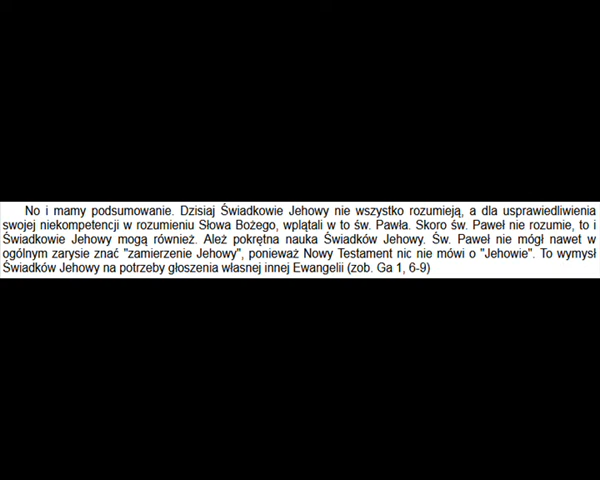 No i mamy podsumowanie. Dzisiaj Świadkowie Jehowy nie wszystko rozumieją, a dla usprawiedliwienia
swojej niekompetencji w rozumieniu Słowa Bożego, wplątali w to św. Pawła. Skoro św. Paweł nie rozumie, to i
Świadkowie Jehowy mogą również. Ależ pokrętna nauka Świadków Jehowy. Św. Paweł nie mógł nawet w
ogólnym zarysie znać "zamierzenie Jehowy", ponieważ Nowy Testament nic nie mówi o "Jehowie". To wymysł
Świadków Jehowy na potrzeby głoszenia własnej innej Ewangelii (zob. Ga 1, 6-9)